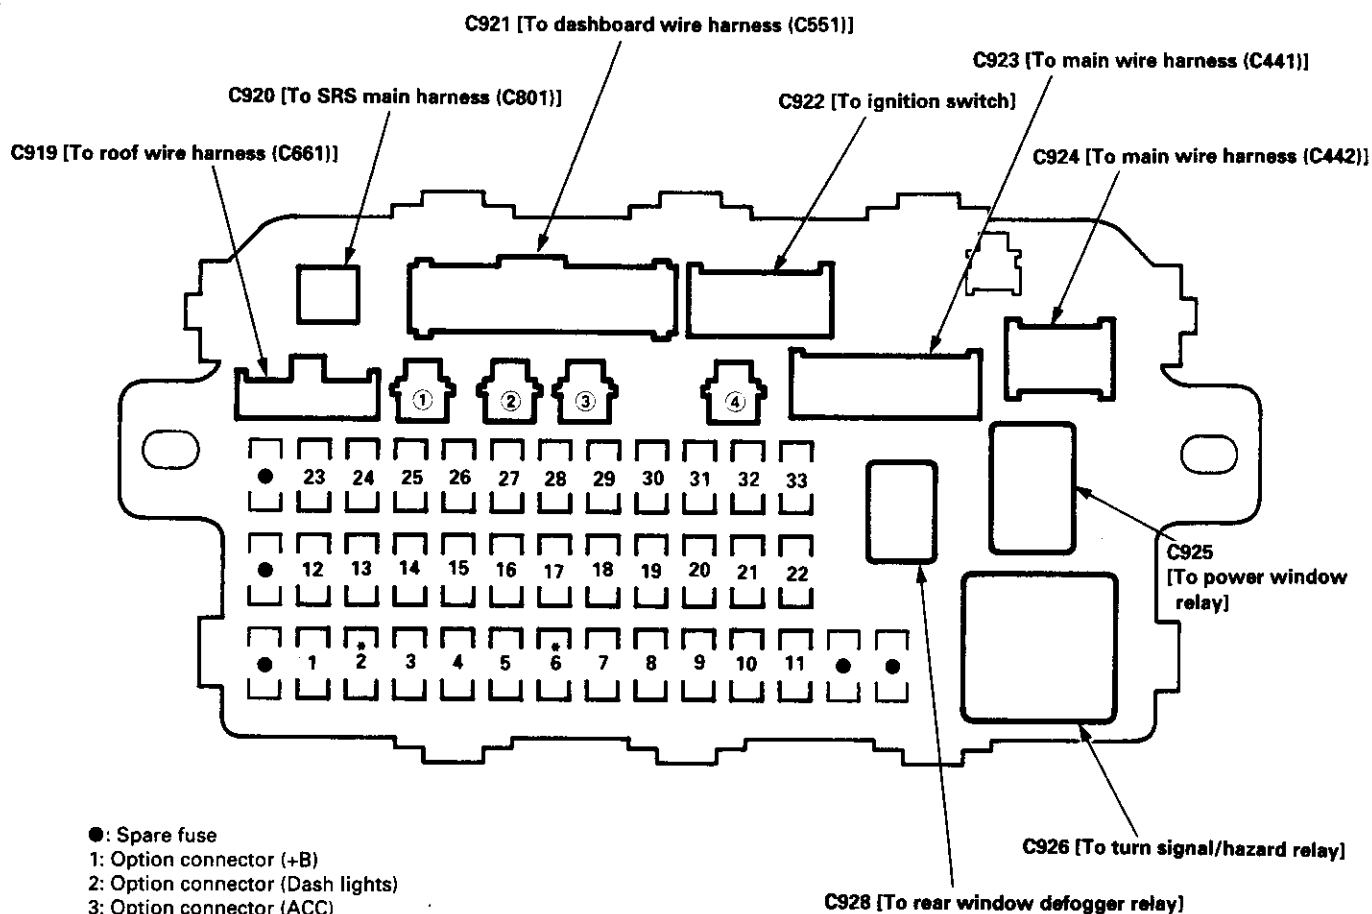 C921 [To dashboard wire harness (C551)]
C923 [To main wire harness (C441)]
C920 [To SRS main harness (C801)]
C922 [To ignition switch]
C919 [To roof wire harness (C661)]
C924 [To main wire harness (C442)]
① ② ③ ④
● 23 24 25 26 27 28 29 30 31 32 33
● 12 13 14 15 16 17 18 19 20 21 22
C925
[To power window
relay]
● 1 *2 3 4 5 *6 7 8 9 10 11 ● ●
●: Spare fuse
1: Option connector (+B)
2: Option connector (Dash lights)
3: Option connector (ACC)
C926 [To turn signal/hazard relay]
C928 [To rear window defogger relay]